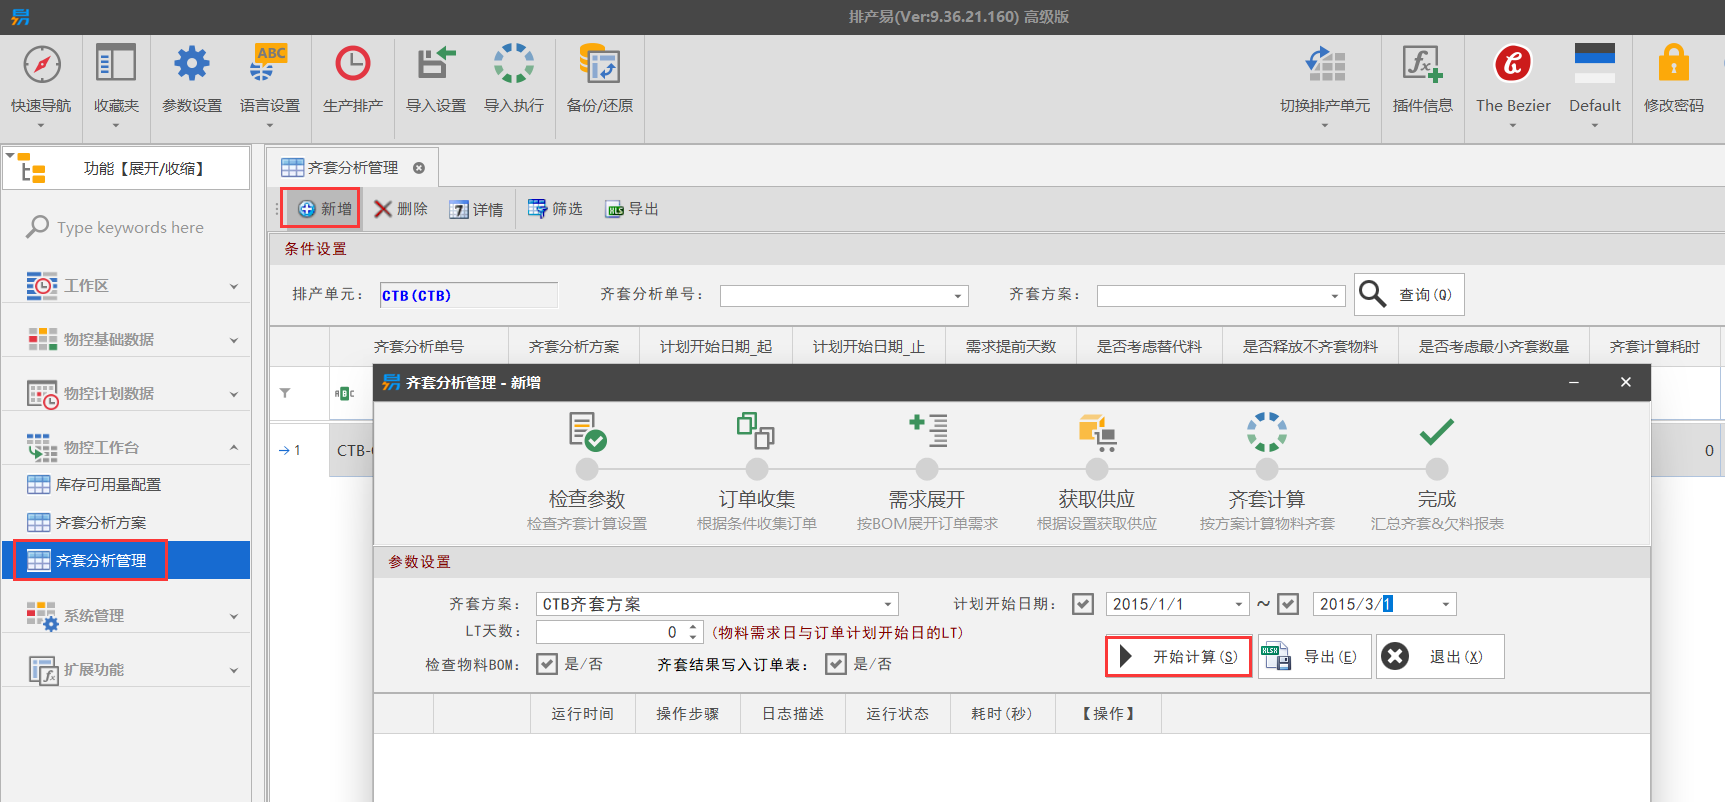 排产易(Ver:9.36.21.160) 高级版
快速导航
收藏夹
参数设置
ABC
语言设置
生产排产
导入设置
导入执行
备份/还原
切换排产单元
插件信息
The Bezier
Default
修改密码
功能【展开/收缩】
Type keywords here
工作区
物控基础数据
物控计划数据
物控工作台
库存可用量配置
齐套分析方案
齐套分析管理
系统管理
扩展功能
齐套分析管理
新增
删除
详情
筛选
导出
条件设置
排产单元： CTB(CTB) 齐套分析单号： 齐套方案： 查询(Q)
齐套分析单号 齐套分析方案 计划开始日期_起 计划开始日期_止 需求提前天数 是否考虑替代料 是否释放不齐套物料 是否考虑最小齐套数量 齐套计算耗时
1 CTB- 0
齐套分析管理 - 新增
检查参数 订单收集 需求展开 获取供应 齐套计算 完成
检查齐套计算设置 根据条件收集订单 按BOM展开订单需求 根据设置获取供应 按方案计算物料齐套 汇总齐套&欠料报表
参数设置
齐套方案： CTB齐套方案 计划开始日期： 2015/1/1 ~ 2015/3/1
LT天数： 0 (物料需求日与订单计划开始日的LT)
检查物料BOM： 是/否 齐套结果写入订单表： 是/否 开始计算(S) 导出(E) 退出(X)
运行时间 操作步骤 日志描述 运行状态 耗时(秒) 【操作】